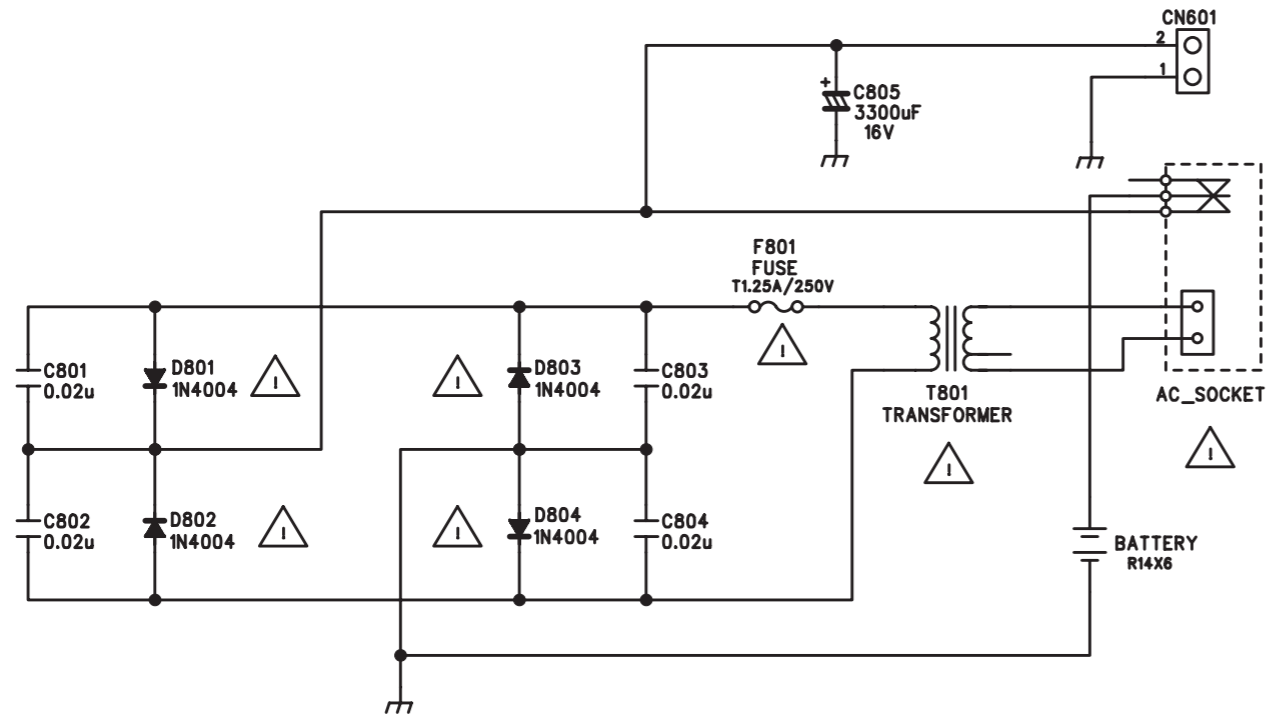 CN601
2
1
+
C805
3300uF
16V
F801
FUSE
T1.25A/250V
!
C801
0.02u
D801
1N4004
!
!
D803
1N4004
C803
0.02u
T801
TRANSFORMER
!
AC_SOCKET
!
C802
0.02u
D802
1N4004
!
!
D804
1N4004
C804
0.02u
BATTERY
R14X6